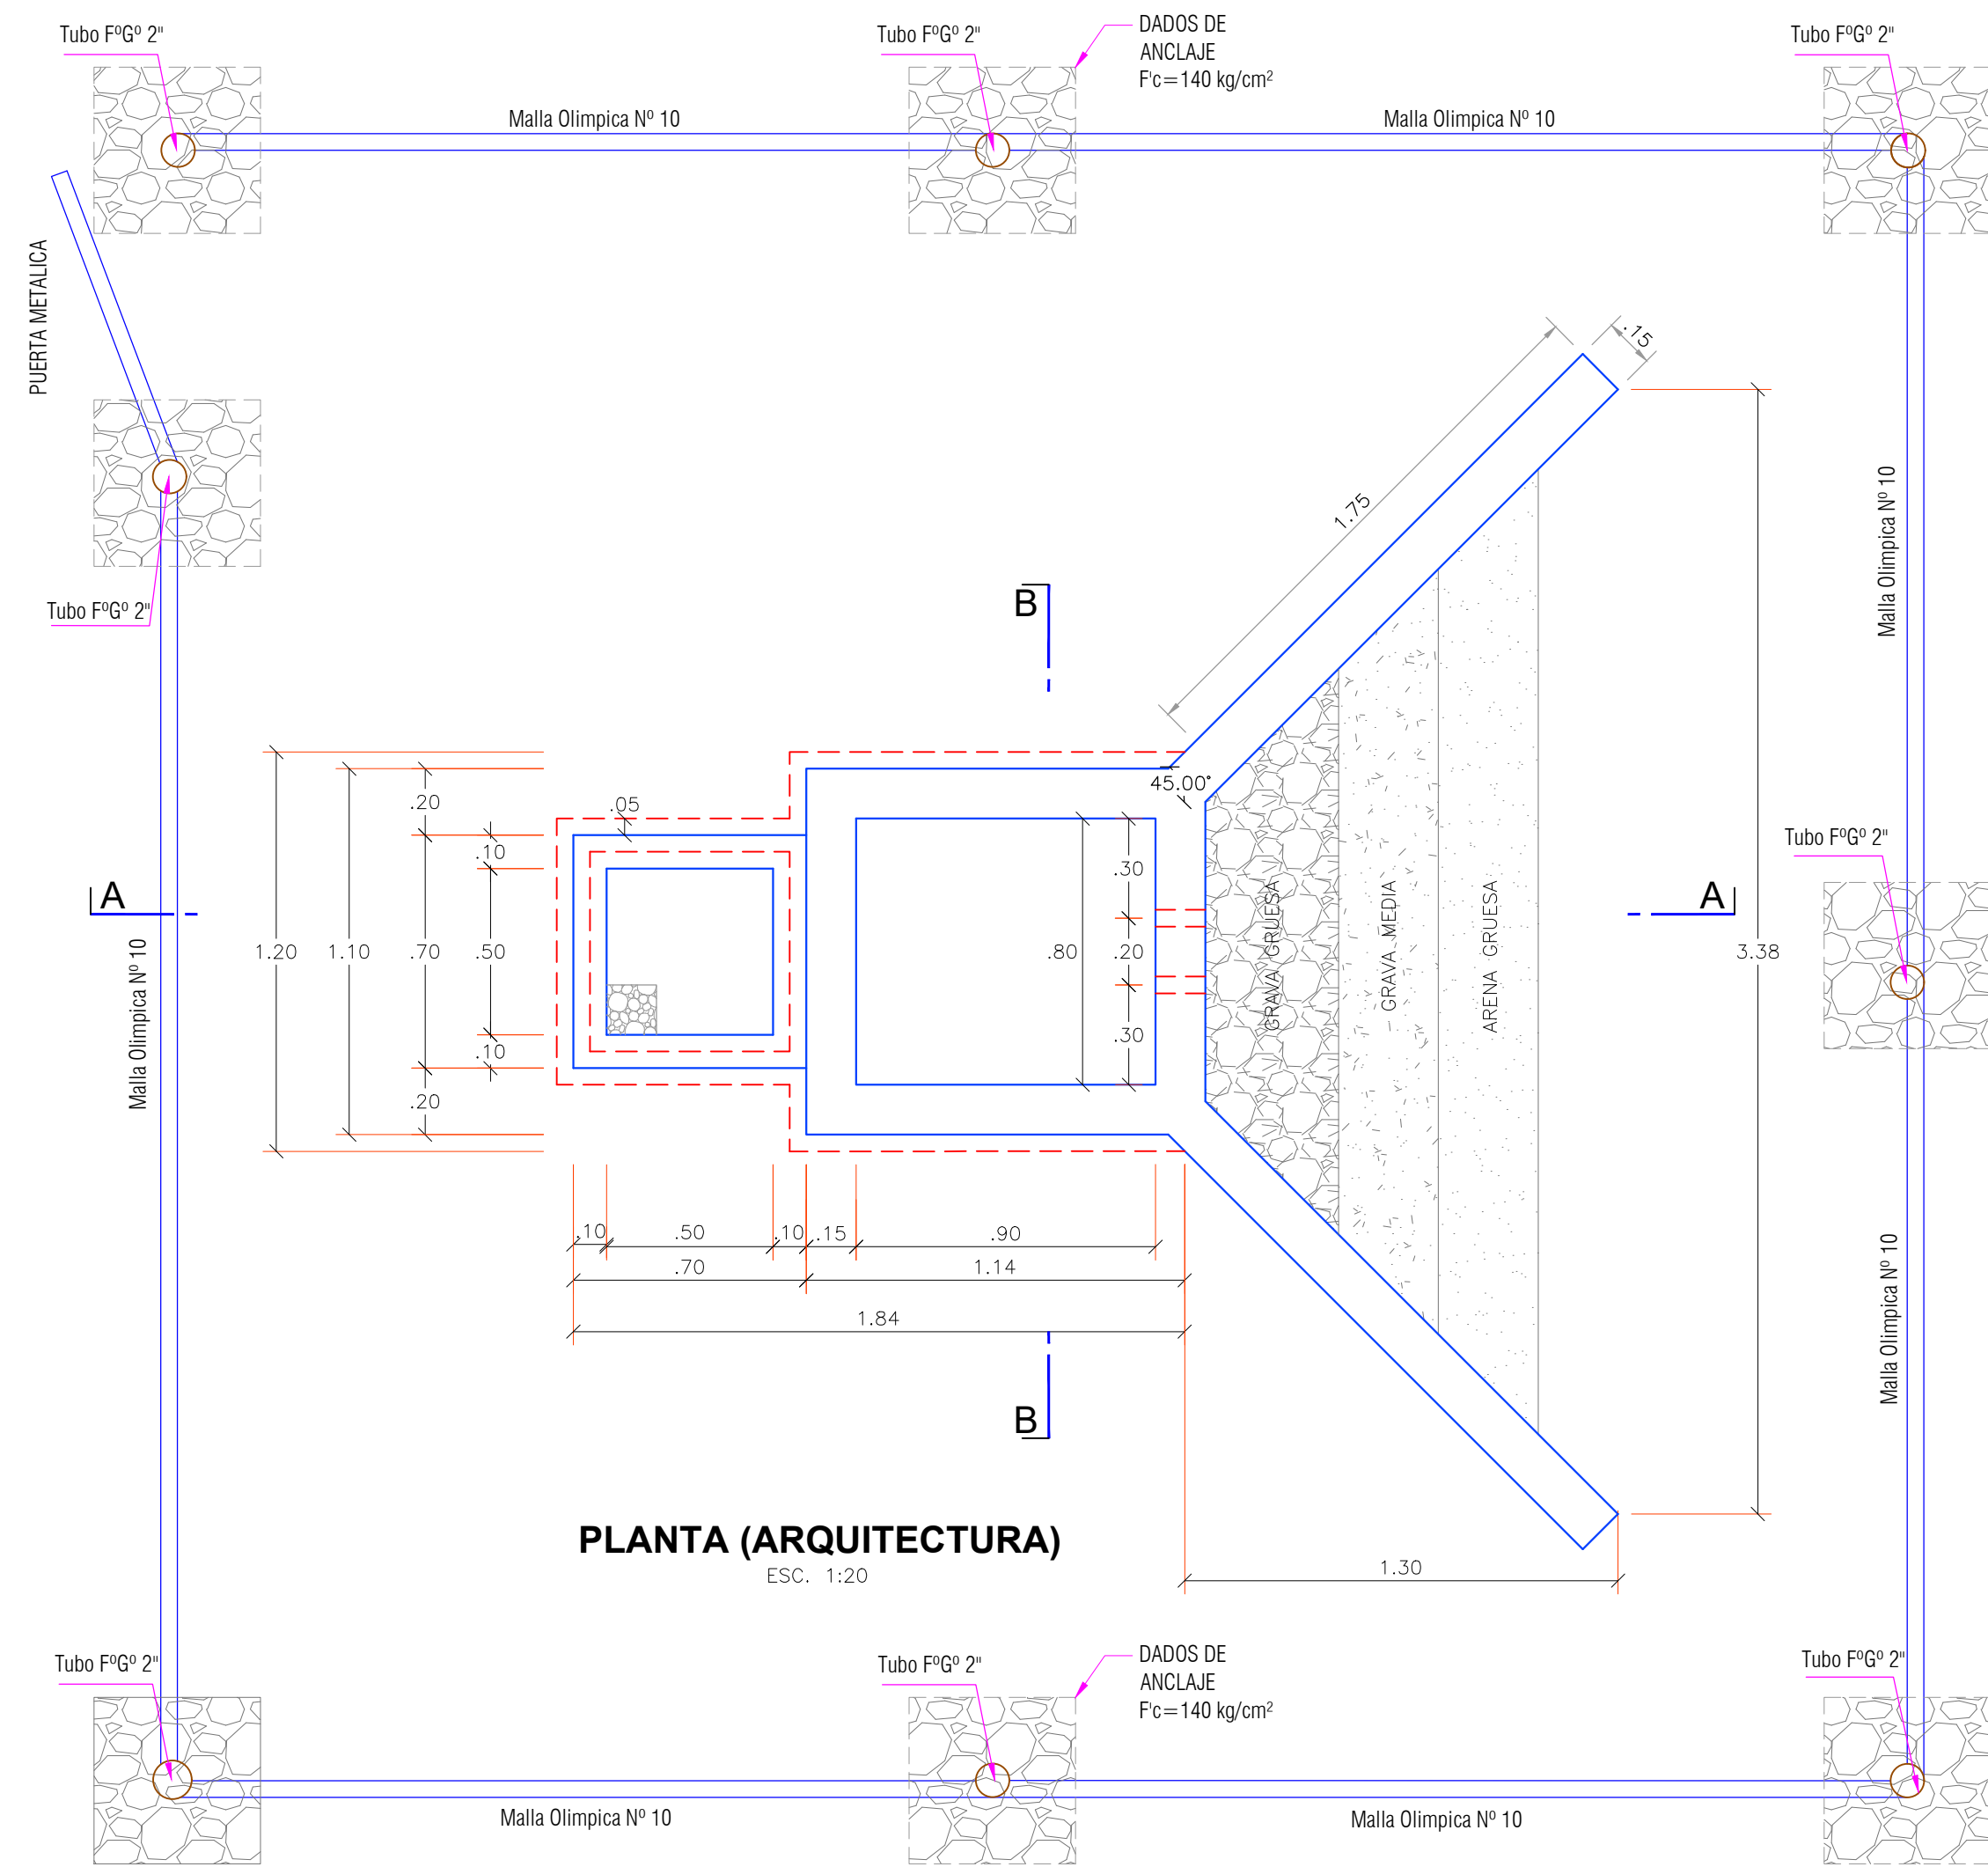 Tubo FºGº 2"
Tubo FºGº 2"
DADOS DE
ANCLAJE
F'c=140 kg/cm²
Tubo FºGº 2"
Malla Olimpica Nº 10
Malla Olimpica Nº 10
PUERTA METALICA
.15
1.75
Malla Olimpica Nº 10
Tubo FºGº 2"
B
45.00°
.20
.05
.10
.30
Tubo FºGº 2"
A
A
Malla Olimpica Nº 10
1.20
1.10
.70
.50
.80
.20
GRAVA GRUESA
GRAVA MEDIA
ARENA GRUESA
3.38
.10
.30
.20
.10
.50
.10
.15
.90
.70
1.14
1.84
Malla Olimpica Nº 10
B
PLANTA (ARQUITECTURA)
ESC. 1:20
1.30
Tubo FºGº 2"
Tubo FºGº 2"
DADOS DE
ANCLAJE
F'c=140 kg/cm²
Tubo FºGº 2"
Malla Olimpica Nº 10
Malla Olimpica Nº 10